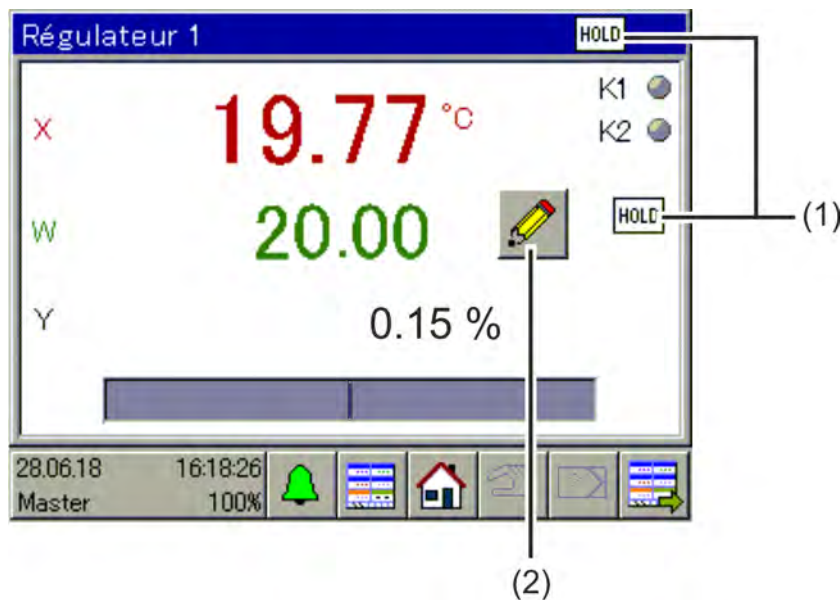 Régulateur 1 HOLD
X 19.77 °C K1
K2
W 20.00 HOLD (1)
Y 0.15 %
28.06.18 16:18:26
Master 100%
(2)